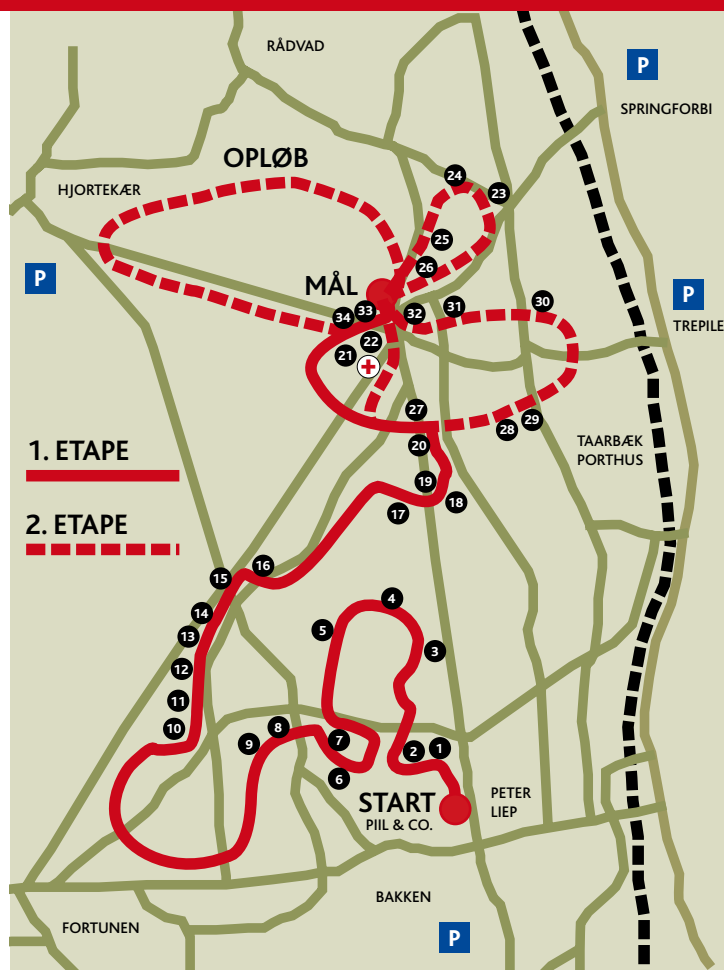 RÅDVAD
P
SPRINGFORBI
OPLØB
HJORTEKÆR
24
23
25
26
P
MÅL
P
TREPILE
34
33
32
31
30
22
21
27
28
29
20
1. ETAPE
TAARBÆK
PORTHUS
19
18
17
2. ETAPE
16
15
14
13
12
11
10
5
4
3
9
8
7
6
2
1
START
PIIL & CO.
PETER
LIEP
BAKKEN
FORTUNEN
P